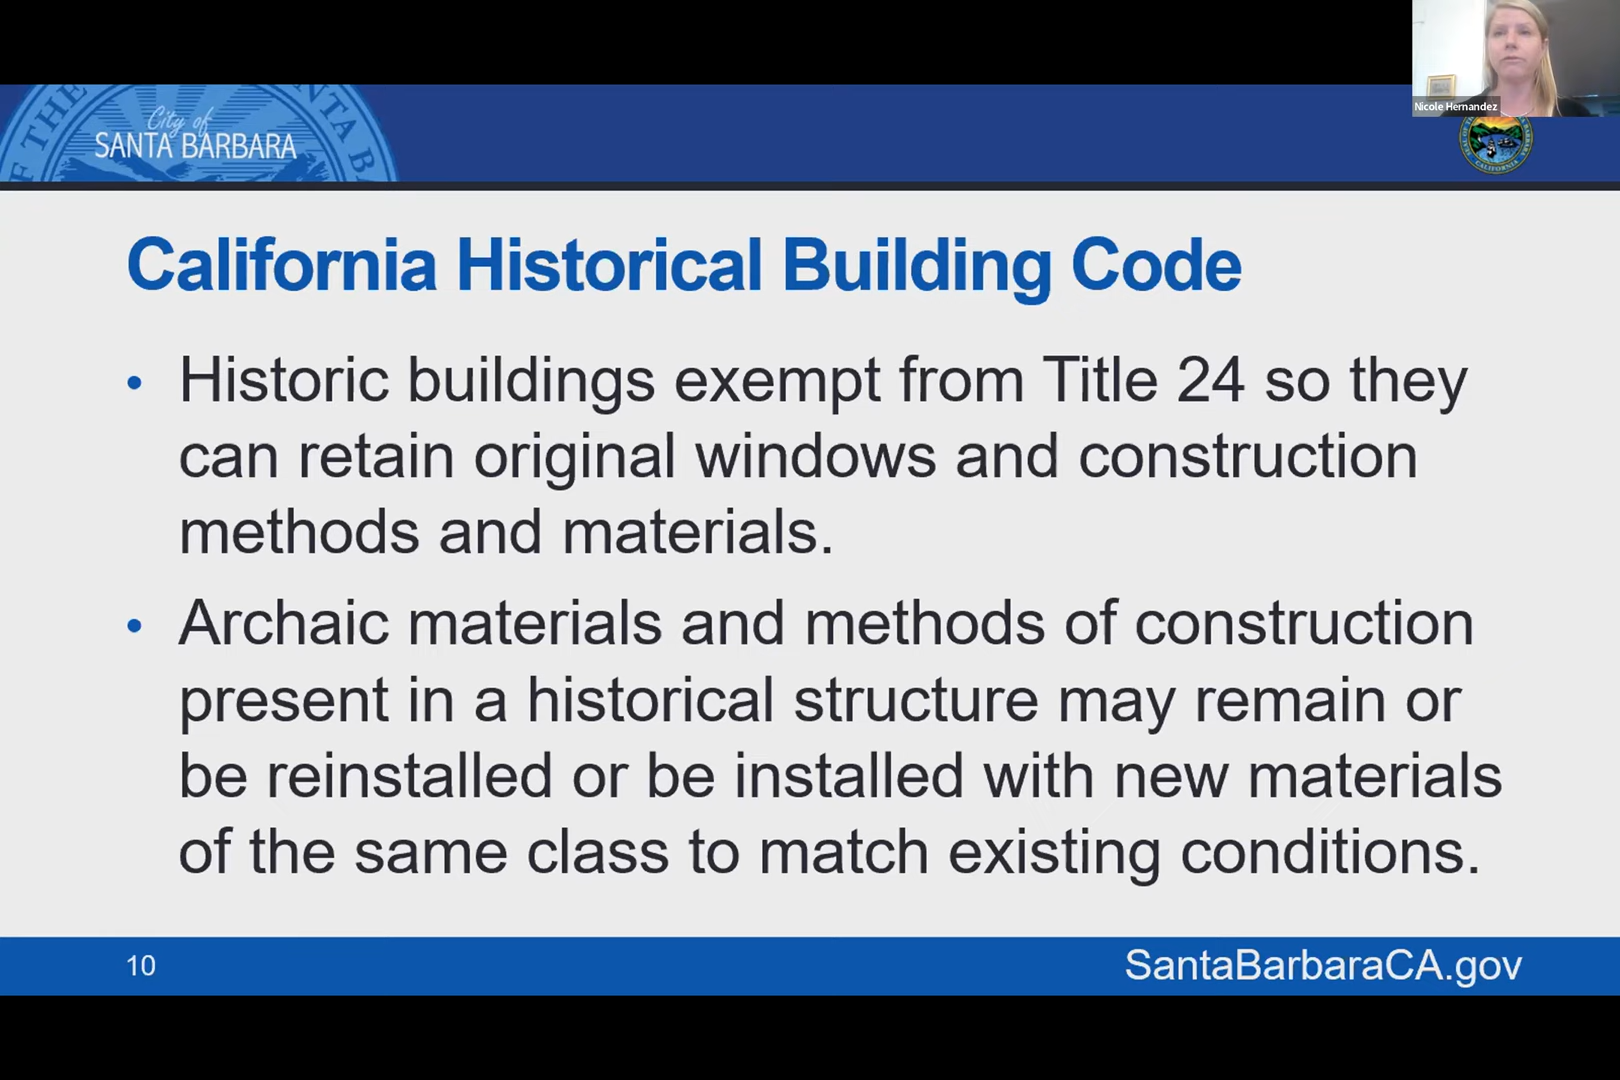 Nicole Hernandez
City of
SANTA BARBARA
California Historical Building Code
• Historic buildings exempt from Title 24 so they
can retain original windows and construction
methods and materials.
• Archaic materials and methods of construction
present in a historical structure may remain or
be reinstalled or be installed with new materials
of the same class to match existing conditions.
10
SantaBarbaraCA.gov